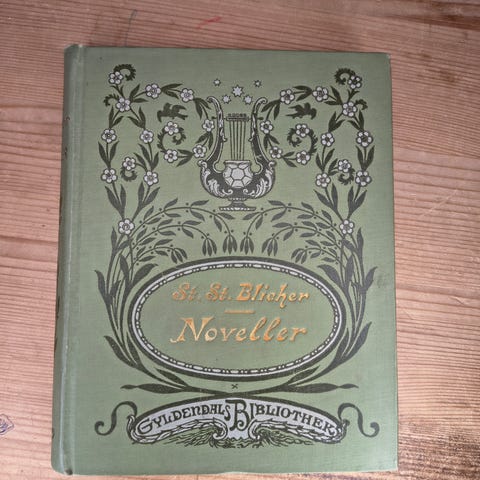 St. St. Blicher
Noveller
GYLDENDALS BIBLIOTHEK